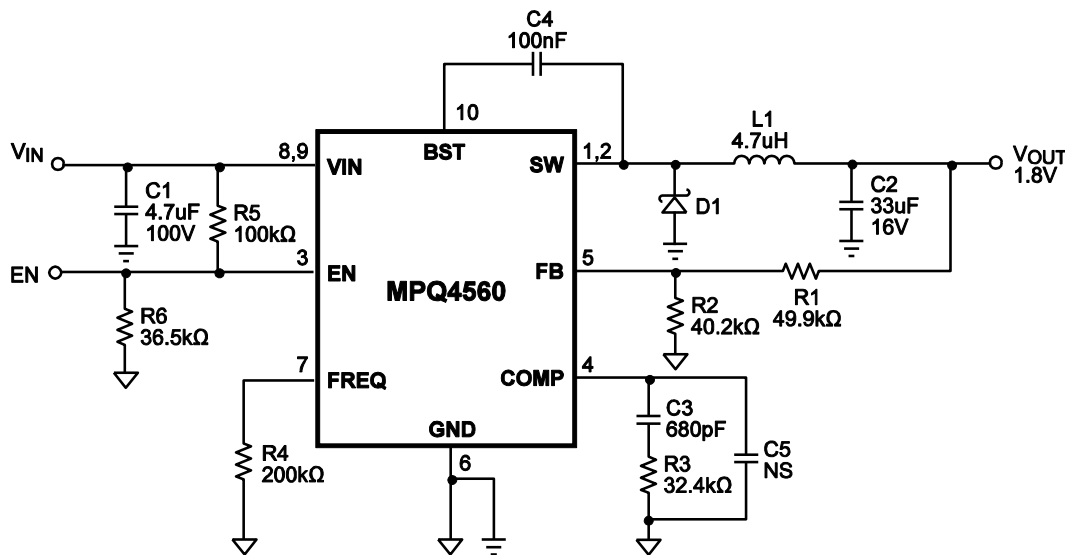 C4
100nF
10
L1
4.7uH
VIN
8,9
VIN
BST
SW
1,2
VOUT
1.8V
C1
4.7uF
100V
R5
100kΩ
D1
C2
33uF
16V
EN
3
EN
FB
5
MPQ4560
R1
49.9kΩ
R2
40.2kΩ
R6
36.5kΩ
7
FREQ
COMP
4
C3
680pF
GND
C5
NS
R4
200kΩ
6
R3
32.4kΩ